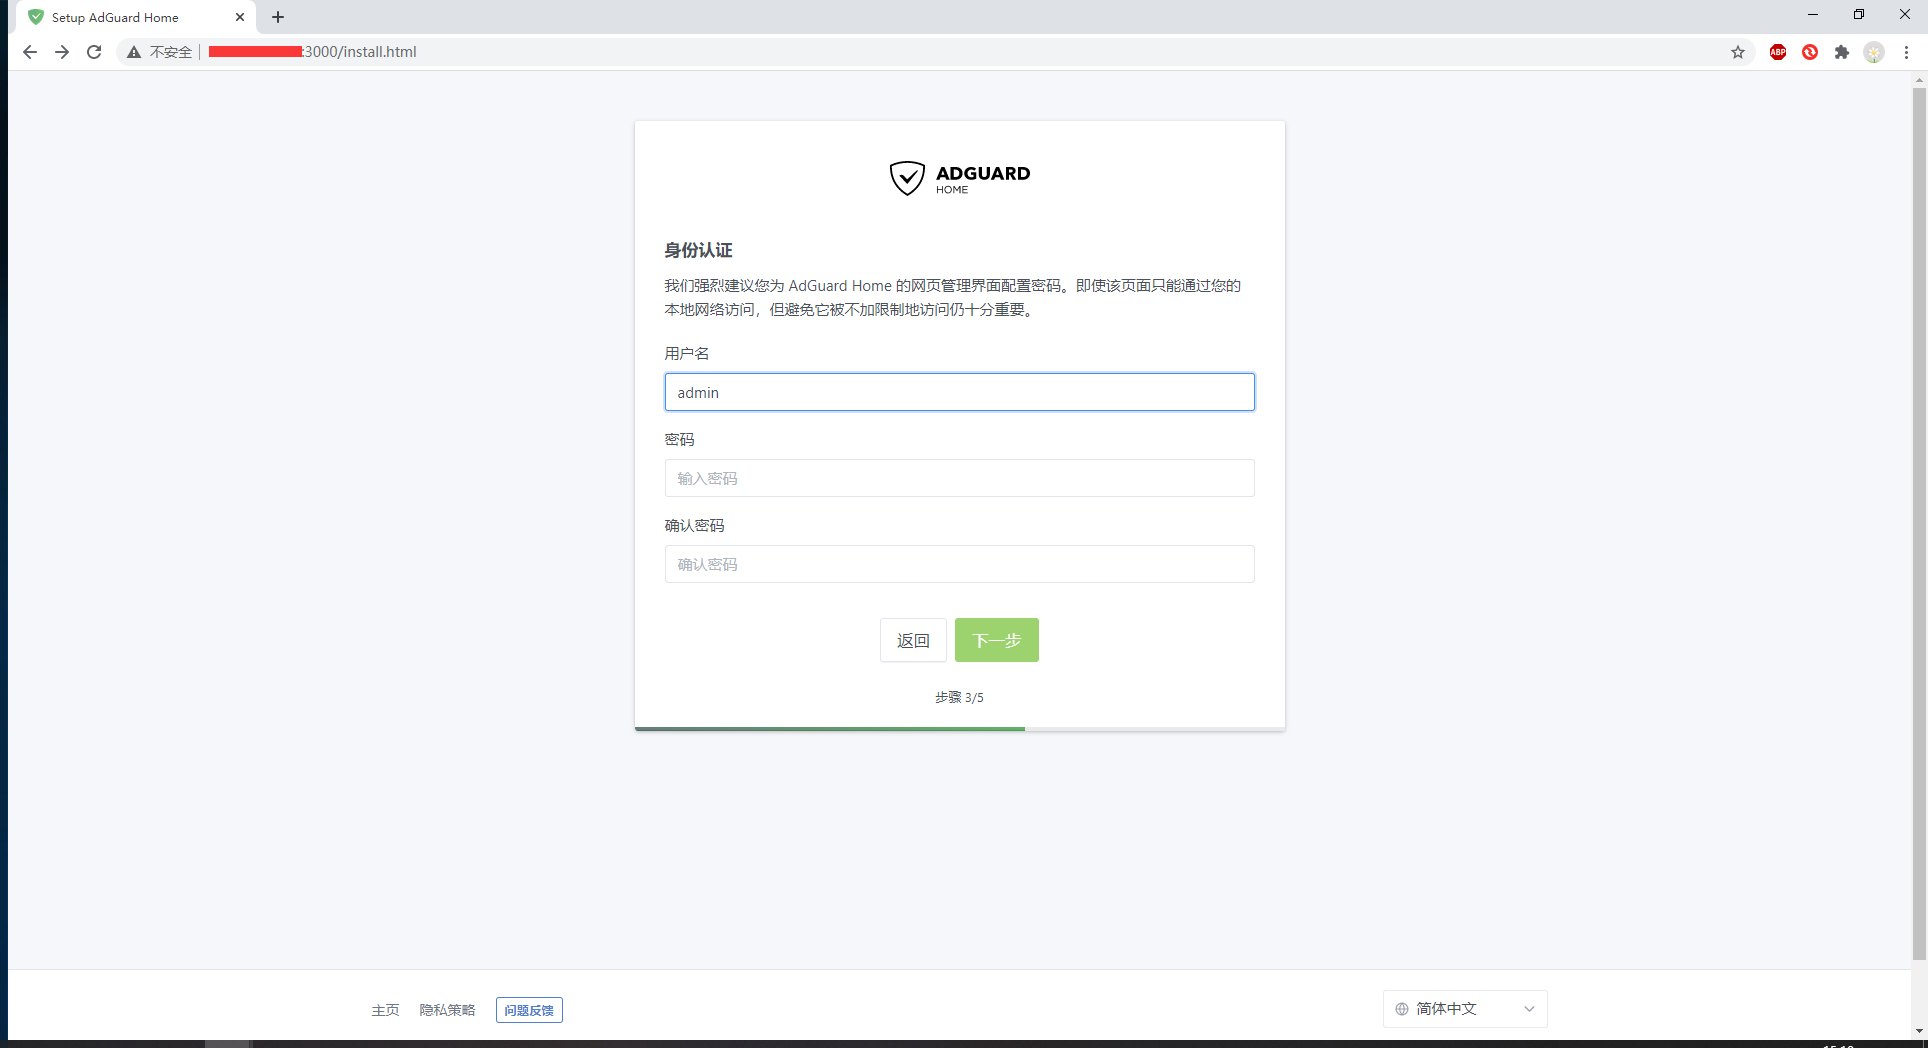 Setup AdGuard Home
不安全 :3000/install.html
ABP
ADGUARD
HOME
身份认证
我们强烈建议您为 AdGuard Home 的网页管理界面配置密码。即使该页面只能通过您的
本地网络访问，但避免它被不加限制地访问仍十分重要。
用户名
admin
密码
输入密码
确认密码
确认密码
返回 下一步
步骤 3/5
主页 隐私策略 问题反馈 简体中文